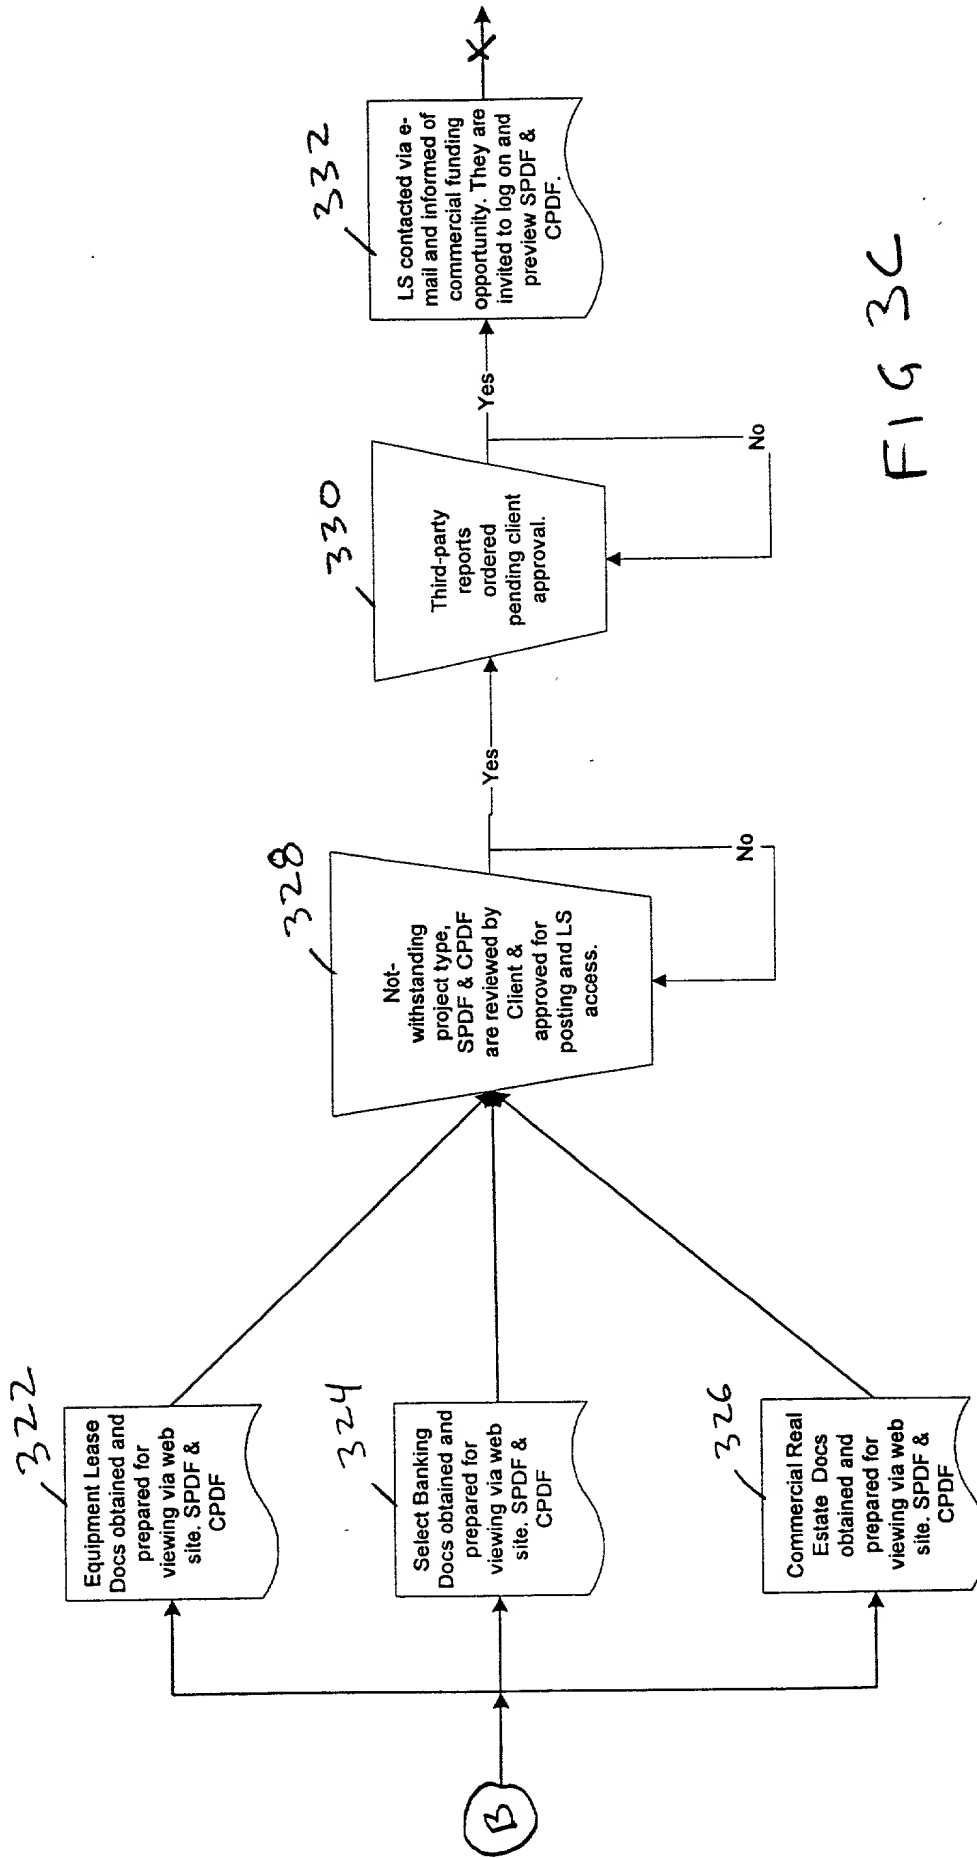 B
322
Equipment Lease
Docs obtained and
prepared for
viewing via web
site. SPDF &
CPDF
324
Select Banking
Docs obtained and
prepared for
viewing via web
site. SPDF &
CPDF
326
Commercial Real
Estate Docs
obtained and
prepared for
viewing via web
site. SPDF &
CPDF
328
Not-
withstanding
project type,
SPDF & CPDF
are reviewed by
Client &
approved for
posting and LS
access.
Yes
No
330
Third-party
reports
ordered
pending client
approval.
Yes
No
332
LS contacted via e-
mail and informed of
commercial funding
opportunity. They are
invited to log on and
preview SPDF &
CPDF.
X
FIG 3C